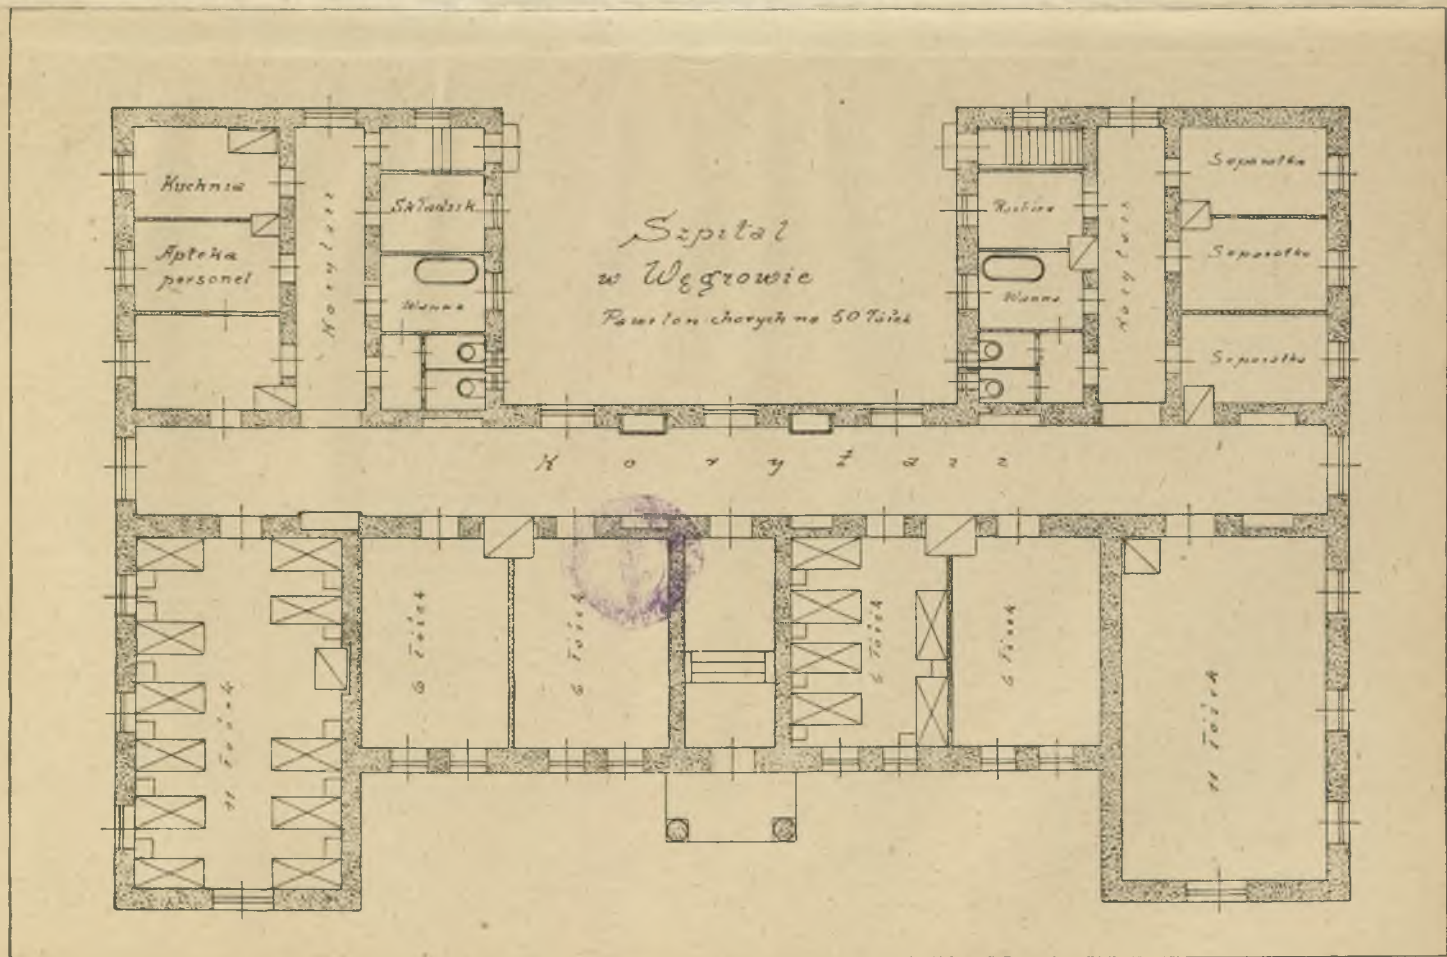 Kuchnia
Apteka
personel
Korytarz
Składzik
Wanna
Szpital
w Węgrowie
Pawilon chorych na 50 łóżek
Wanna
Korytarz
Separatka
Separatka
Separatka
Korytarz
11 łóżek
6 łóżek
6 łóżek
6 łóżek
6 łóżek
11 łóżek